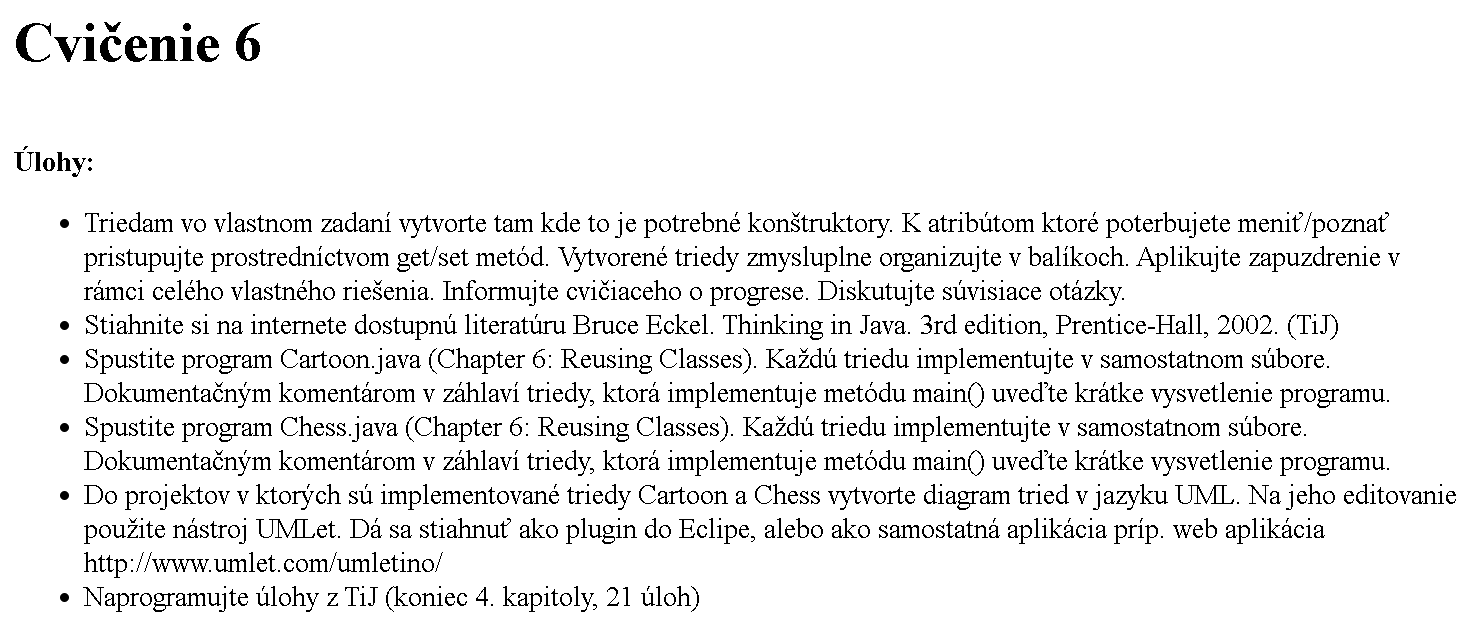 Cvičenie 6
Úlohy:
Triedam vo vlastnom zadaní vytvorte tam kde to je potrebné konštruktory. K atribútom ktoré poterbujete meniť/poznať
pristupujte prostredníctvom get/set metód. Vytvorené triedy zmysluplne organizujte v balíkoch. Aplikujte zapuzdrenie v
rámci celého vlastného riešenia. Informujte cvičiaceho o progrese. Diskutujte súvisiace otázky.
Stiahnite si na internete dostupnú literatúru Bruce Eckel. Thinking in Java. 3rd edition, Prentice-Hall, 2002. (TiJ)
Spustite program Cartoon.java (Chapter 6: Reusing Classes). Každú triedu implementujte v samostatnom súbore.
Dokumentačným komentárom v záhlaví triedy, ktorá implementuje metódu main() uveďte krátke vysvetlenie programu.
Spustite program Chess.java (Chapter 6: Reusing Classes). Každú triedu implementujte v samostatnom súbore.
Dokumentačným komentárom v záhlaví triedy, ktorá implementuje metódu main() uveďte krátke vysvetlenie programu.
Do projektov v ktorých sú implementované triedy Cartoon a Chess vytvorte diagram tried v jazyku UML. Na jeho editovanie
použite nástroj UMLet. Dá sa stiahnuť ako plugin do Eclipe, alebo ako samostatná aplikácia príp. web aplikácia
http://www.umlet.com/umletino/
Naprogramujte úlohy z TiJ (koniec 4. kapitoly, 21 úloh)